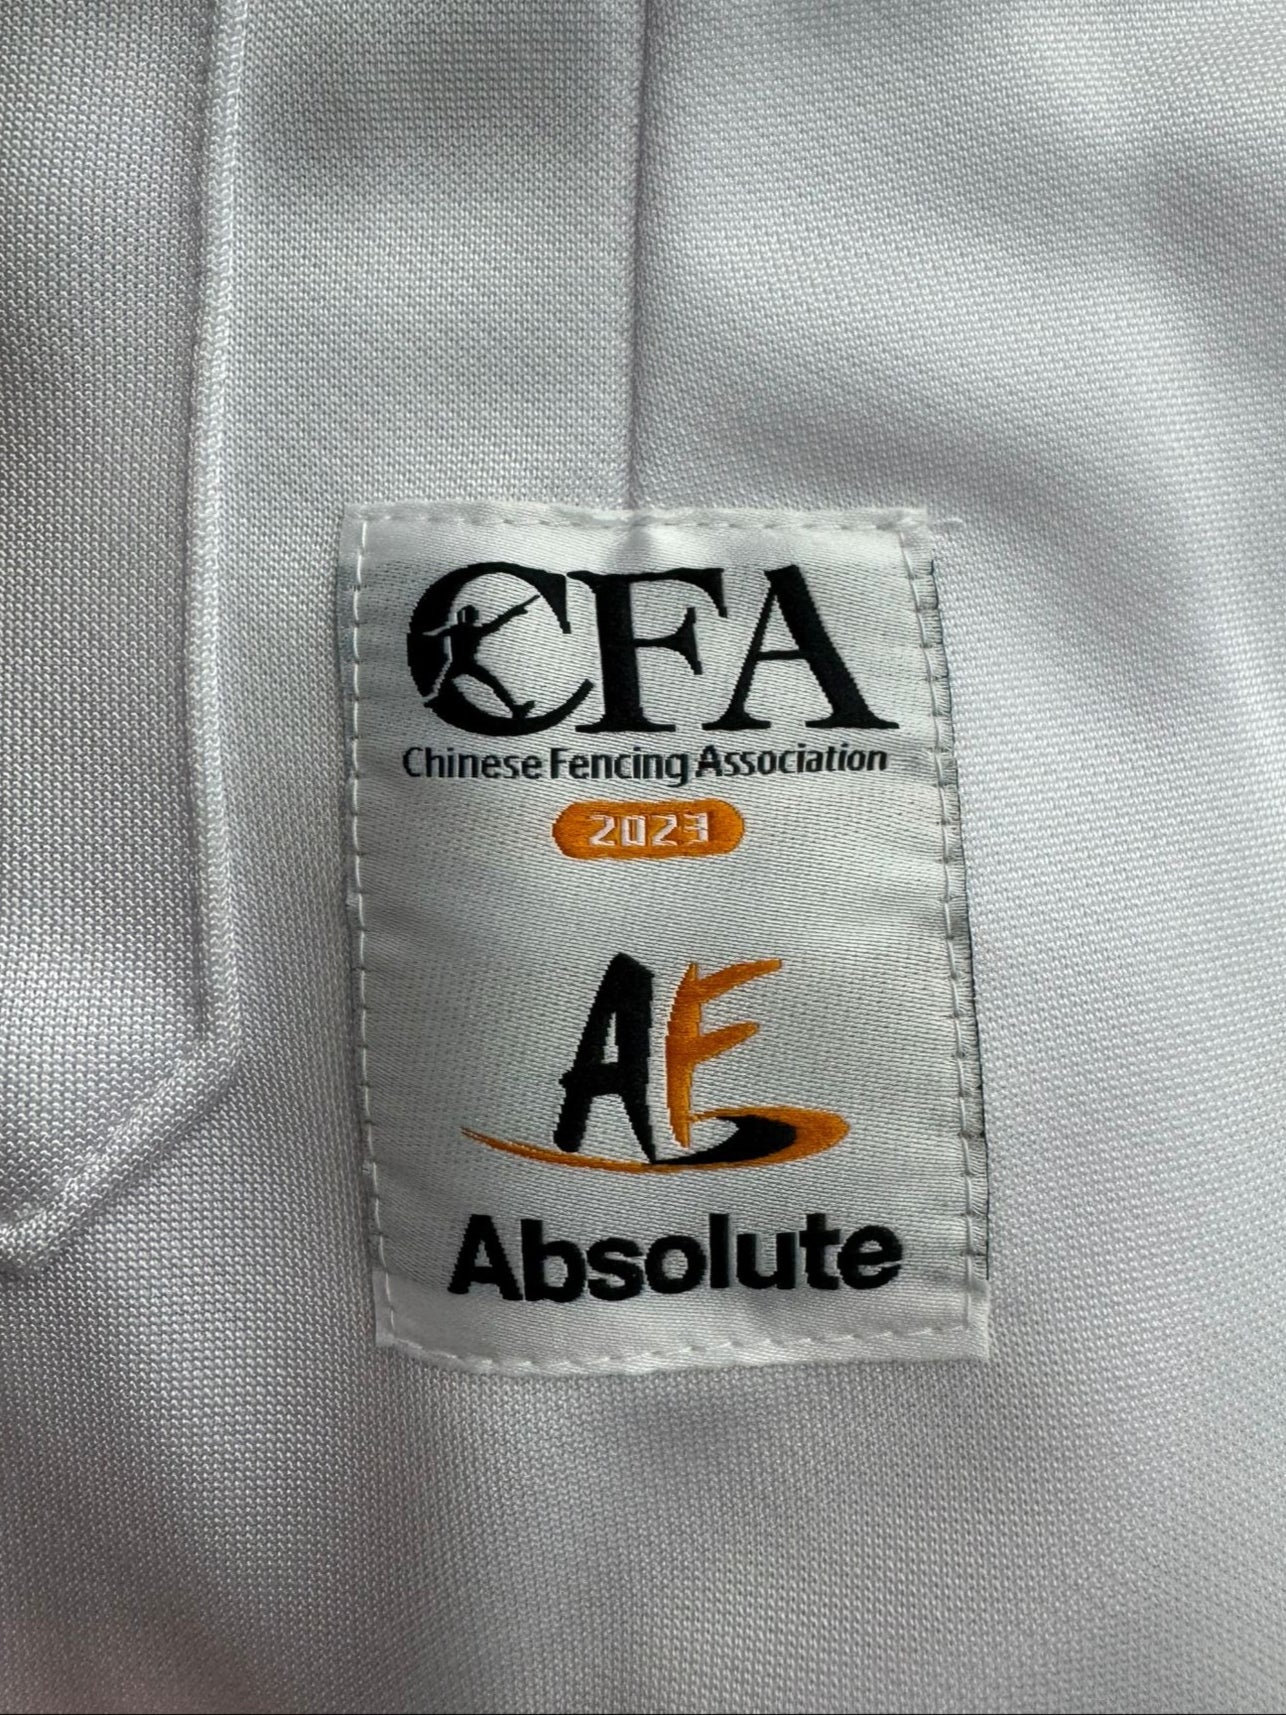 CFA
Chinese Fencing Association
2023
AF
Absolute